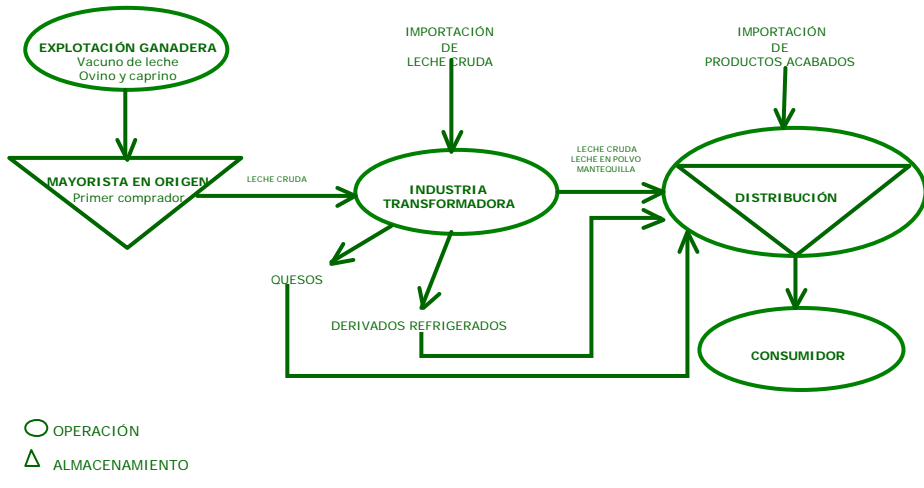 EXPLOTACIÓN GANADERA
Vacuno de leche
Ovino y caprino
IMPORTACIÓN
DE
LECHE CRUDA
IMPORTACIÓN
DE
PRODUCTOS ACABADOS
MAYORISTA EN ORIGEN
Primer comprador
LECHE CRUDA
INDUSTRIA
TRANSFORMADORA
LECHE CRUDA
LECHE EN POLVO
MANTEQUILLA
DISTRIBUCIÓN
QUESOS
DERIVADOS REFRIGERADOS
CONSUMIDOR
OPERACIÓN
ALMACENAMIENTO